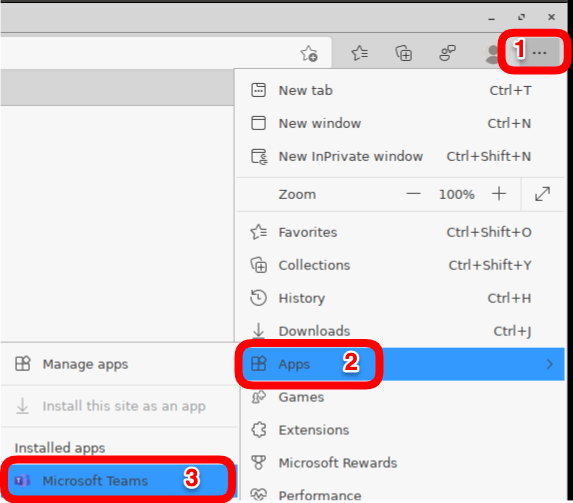 1
New tab Ctrl+T
New window Ctrl+N
New InPrivate window Ctrl+Shift+N
Zoom — 100% +
Favorites Ctrl+Shift+O
Collections Ctrl+Shift+Y
History Ctrl+H
Downloads Ctrl+J
Apps 2
Games
Extensions
Microsoft Rewards
Performance
Manage apps
Install this site as an app
Installed apps
Microsoft Teams 3